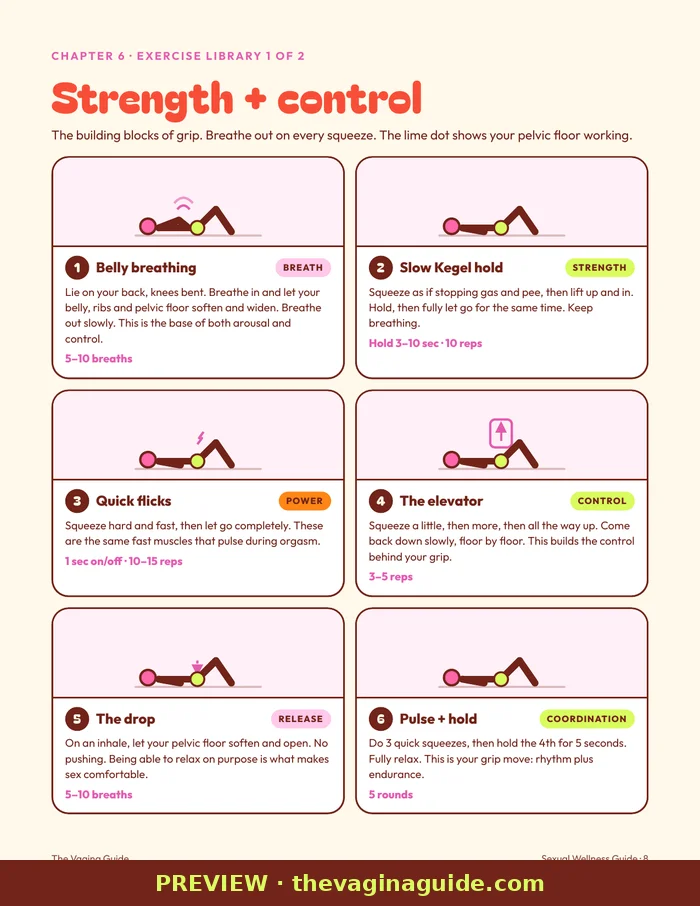 CHAPTER 6 · EXERCISE LIBRARY 1 OF 2
Strength + control
The building blocks of grip. Breathe out on every squeeze. The lime dot shows your pelvic floor working.
1 Belly breathing BREATH
Lie on your back, knees bent. Breathe in and let your
belly, ribs and pelvic floor soften and widen. Breathe
out slowly. This is the base of both arousal and
control.
5–10 breaths
2 Slow Kegel hold STRENGTH
Squeeze as if stopping gas and pee, then lift up and in.
Hold, then fully let go for the same time. Keep
breathing.
Hold 3–10 sec · 10 reps
3 Quick flicks POWER
Squeeze hard and fast, then let go completely. These
are the same fast muscles that pulse during orgasm.
1 sec on/off · 10–15 reps
4 The elevator CONTROL
Squeeze a little, then more, then all the way up. Come
back down slowly, floor by floor. This builds the control
behind your grip.
3–5 reps
5 The drop RELEASE
On an inhale, let your pelvic floor soften and open. No
pushing. Being able to relax on purpose is what makes
sex comfortable.
5–10 breaths
6 Pulse + hold COORDINATION
Do 3 quick squeezes, then hold the 4th for 5 seconds.
Fully relax. This is your grip move: rhythm plus
endurance.
5 rounds
The Vagina Guide Sexual Wellness Guide · 8
PREVIEW · thevaginaguide.com